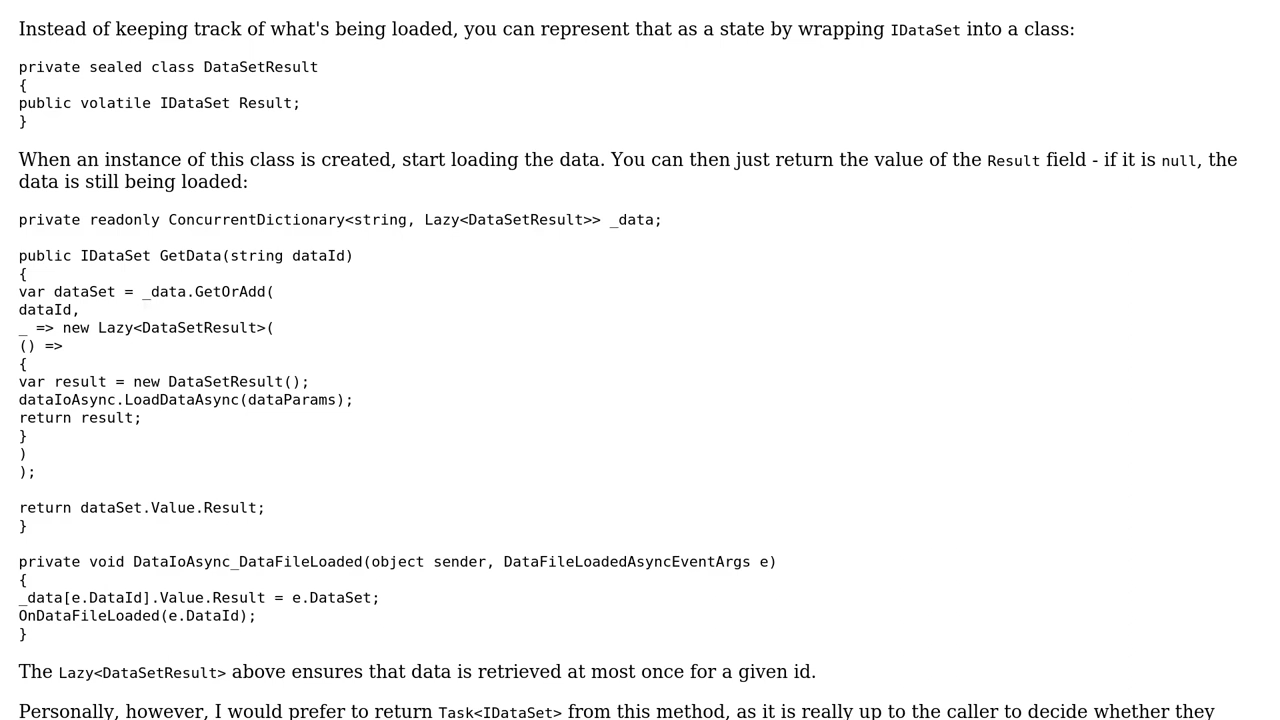 Instead of keeping track of what's being loaded, you can represent that as a state by wrapping IDataSet into a class:
private sealed class DataSetResult
{
public volatile IDataSet Result;
}
When an instance of this class is created, start loading the data. You can then just return the value of the Result field - if it is null, the
data is still being loaded:
private readonly ConcurrentDictionary<string, Lazy<DataSetResult>> _data;
public IDataSet GetData(string dataId)
{
var dataSet = _data.GetOrAdd(
dataId,
_ => new Lazy<DataSetResult>(
() =>
{
var result = new DataSetResult();
dataIoAsync.LoadDataAsync(dataParams);
return result;
}
)
);
return dataSet.Value.Result;
}
private void DataIoAsync_DataFileLoaded(object sender, DataFileLoadedAsyncEventArgs e)
{
_data[e.DataId].Value.Result = e.DataSet;
OnDataFileLoaded(e.DataId);
}
The Lazy<DataSetResult> above ensures that data is retrieved at most once for a given id.
Personally, however, I would prefer to return Task<IDataSet> from this method, as it is really up to the caller to decide whether they